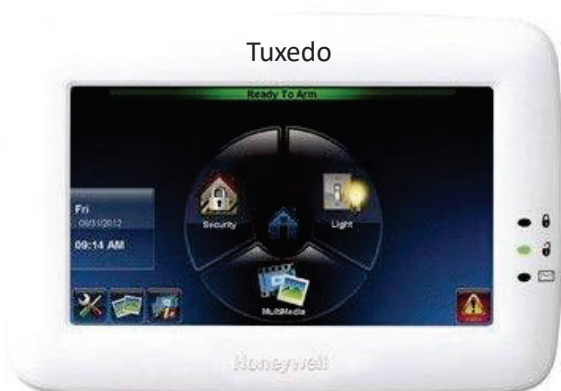 Tuxedo
Ready To Arm
Security
Light
Fri
09:14 AM
MultiMedia
Honeywell